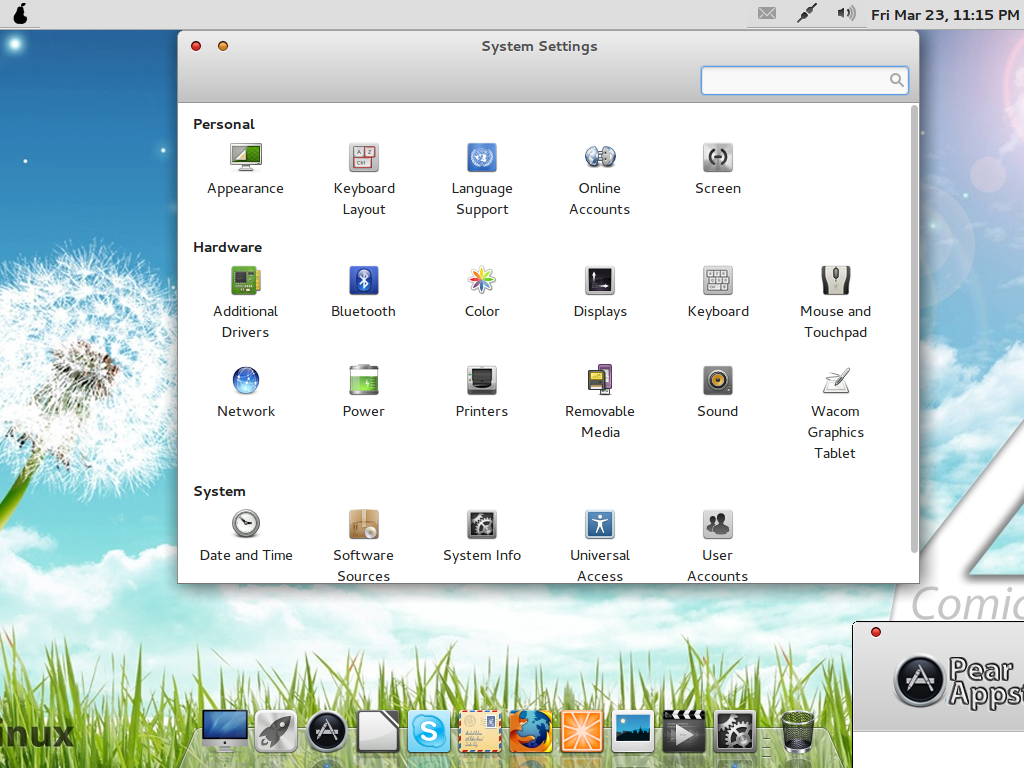 Fri Mar 23, 11:15 PM
System Settings
Personal
Appearance
Keyboard
Layout
Language
Support
Online
Accounts
Screen
Hardware
Additional
Drivers
Bluetooth
Color
Displays
Keyboard
Mouse and
Touchpad
Network
Power
Printers
Removable
Media
Sound
Wacom
Graphics
Tablet
System
Date and Time
Software
Sources
System Info
Universal
Access
User
Accounts
Comic
Pear
Appst
inux